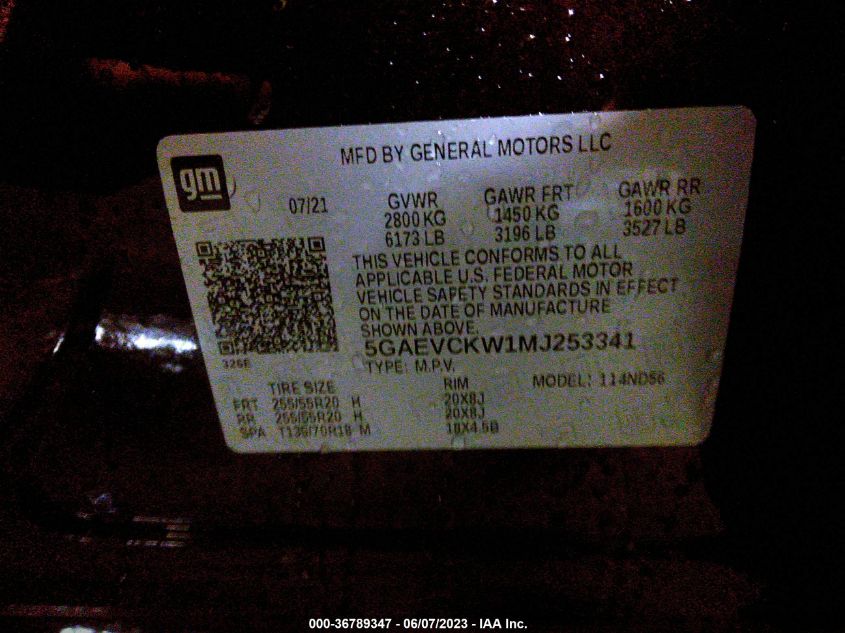 MFD BY GENERAL MOTORS LLC
gm
07/21
GVWR GAWR FRT GAWR RR
2800 KG 1450 KG 1600 KG
6173 LB 3196 LB 3527 LB
THIS VEHICLE CONFORMS TO ALL
APPLICABLE U.S. FEDERAL MOTOR
VEHICLE SAFETY STANDARDS IN EFFECT
ON THE DATE OF MANUFACTURE
SHOWN ABOVE.
5GAEVCKW1MJ253341
326E
TYPE: M.P.V.
TIRE SIZE RIM MODEL: 114ND56
FRT 255/55R20 H 20X8J
RR 255/55R20 H 20X8J
SPA T135/70R18 M 18X4.5B
000-36789347 - 06/07/2023 - IAA Inc.